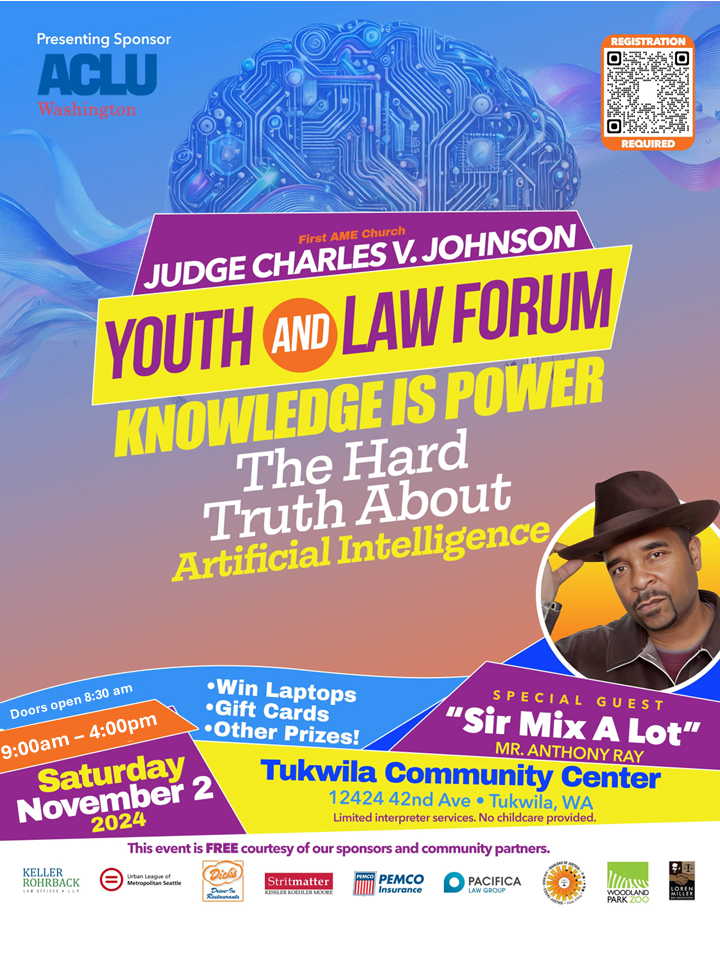 Presenting Sponsor
ACLU
Washington
REGISTRATION
REQUIRED
First AME Church
JUDGE CHARLES V. JOHNSON
YOUTH AND LAW FORUM
KNOWLEDGE IS POWER
The Hard
Truth About
Artificial Intelligence
Doors open 8:30 am
9:00am – 4:00pm
Saturday
November 2
2024
•Win Laptops
•Gift Cards
•Other Prizes!
SPECIAL GUEST
"Sir Mix A Lot"
MR. ANTHONY RAY
Tukwila Community Center
12424 42nd Ave • Tukwila, WA
Limited interpreter services. No childcare provided.
This event is FREE courtesy of our sponsors and community partners.
KELLER
ROHRBACK
LAW OFFICES • L.L.P.
Urban League of
Metropolitan Seattle
Dick's
Drive-In
Restaurants
Stritmatter
KESSLER KOEHLER MOORE
PEMCO
PEMCO
Insurance
PACIFICA
LAW GROUP
WOODLAND
PARK ZOO
LOREN
MILLER